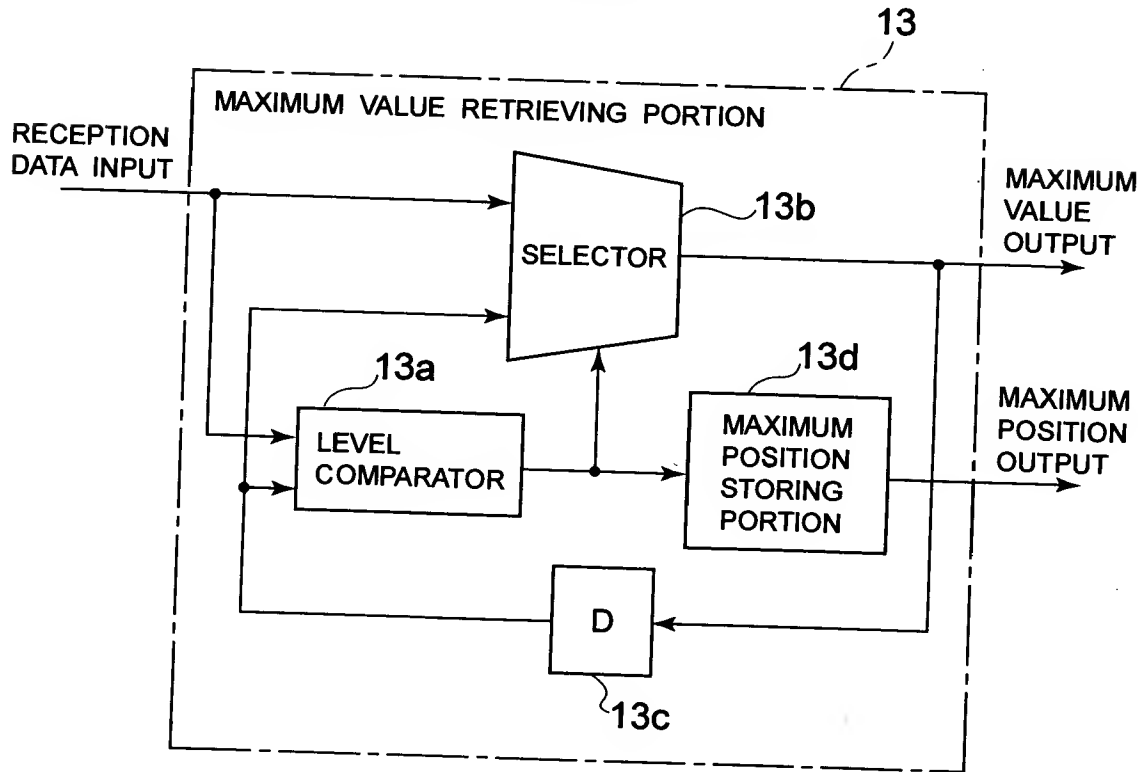 13
MAXIMUM VALUE RETRIEVING PORTION
RECEPTION
DATA INPUT
13b
SELECTOR
MAXIMUM
VALUE
OUTPUT
13a
LEVEL
COMPARATOR
13d
MAXIMUM
POSITION
STORING
PORTION
MAXIMUM
POSITION
OUTPUT
D
13c